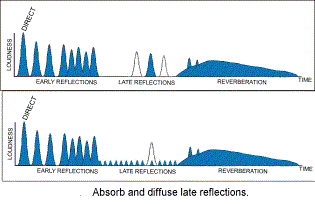 DIRECT
LOUDNESS
EARLY REFLECTIONS LATE REFLECTIONS REVERBERATION TIME
DIRECT
LOUDNESS
EARLY REFLECTIONS LATE REFLECTIONS REVERBERATION TIME
Absorb and diffuse late reflections.